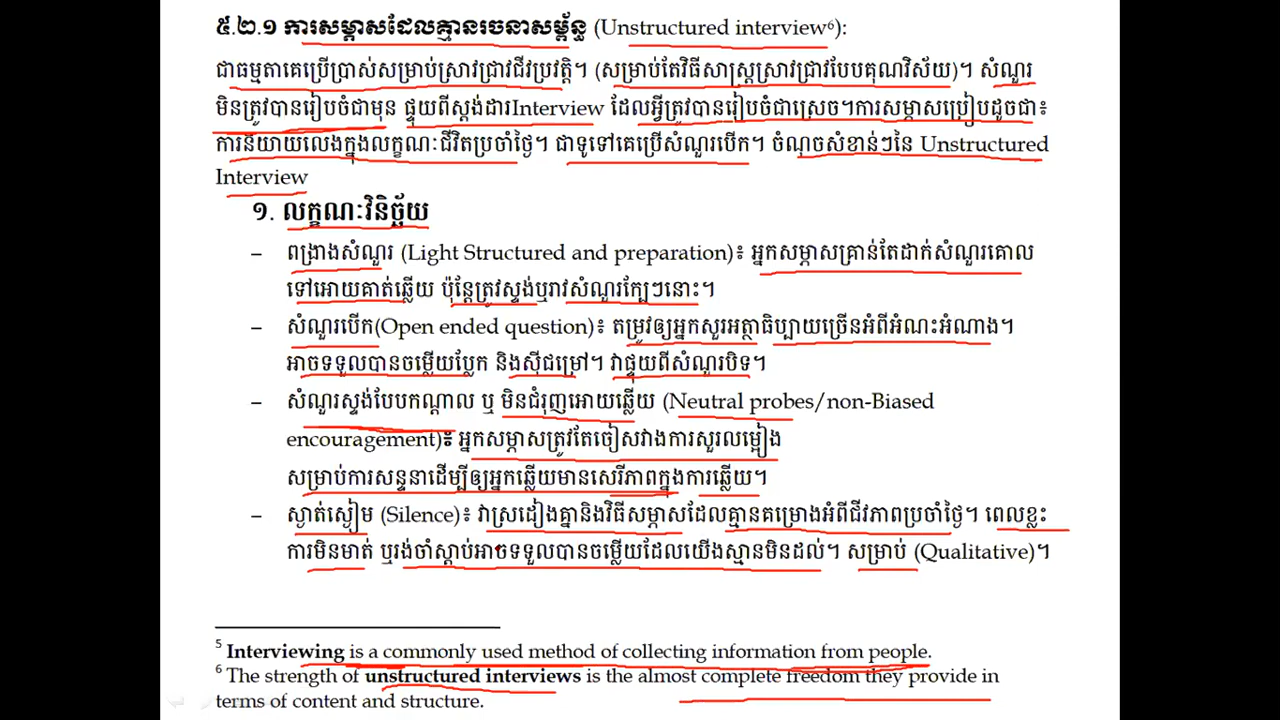 ៥.២.១ ការសម្ភាសដែលគ្មានរចនាសម្ព័ន្ធ (Unstructured interview⁶):
ជាធម្មតាគេប្រើប្រាស់សម្រាប់ស្រាវជ្រាវជីវប្រវត្តិ។ (សម្រាប់តែវិធីសាស្ត្រស្រាវជ្រាវបែបគុណវិស័យ)។ សំណួរ
មិនត្រូវបានរៀបចំជាមុន ផ្ទុយពីស្តង់ដារInterview ដែលអ្វីត្រូវបានរៀបចំជាស្រេច។ការសម្ភាសប្រៀបដូចជា៖
ការនិយាយលេងក្នុងលក្ខណៈជីវិតប្រចាំថ្ងៃ។ ជាទូទៅគេប្រើសំណួរបើក។ ចំណុចសំខាន់ៗនៃ Unstructured
Interview
១. លក្ខណៈវិនិច្ឆ័យ
– ពង្រាងសំណួរ (Light Structured and preparation)៖ អ្នកសម្ភាសគ្រាន់តែដាក់សំណួរគោល
ទៅអោយគាត់ឆ្លើយ ប៉ុន្តែត្រូវស្ទង់ឬរាវសំណួរក្បែៗនោះ។
– សំណួរបើក(Open ended question)៖ តម្រូវឲ្យអ្នកសួរអត្ថាធិប្បាយច្រើនអំពីអំណះអំណាង។
អាចទទួលបានចម្លើយប្លែក និងស៊ីជម្រៅ។ វាផ្ទុយពីសំណួរបិទ។
– សំណួរស្ទង់បែបកណ្តាល ឬ មិនជំរុញអោយឆ្លើយ (Neutral probes/non-Biased
encouragement)៖ អ្នកសម្ភាសត្រូវតែចៀសវាងការសួរលម្អៀង
សម្រាប់ការសន្ទនាដើម្បីឲ្យអ្នកឆ្លើយមានសេរីភាពក្នុងការឆ្លើយ។
– ស្ងាត់ស្ងៀម (Silence)៖ វាស្រដៀងគ្នានិងវិធីសម្ភាសដែលគ្មានគម្រោងអំពីជីវភាពប្រចាំថ្ងៃ។ ពេលខ្លះ
ការមិនមាត់ ឬរង់ចាំស្តាប់អាចទទួលបានចម្លើយដែលយើងស្មានមិនដល់។ សម្រាប់ (Qualitative)។
⁵ Interviewing is a commonly used method of collecting information from people.
⁶ The strength of unstructured interviews is the almost complete freedom they provide in
terms of content and structure.